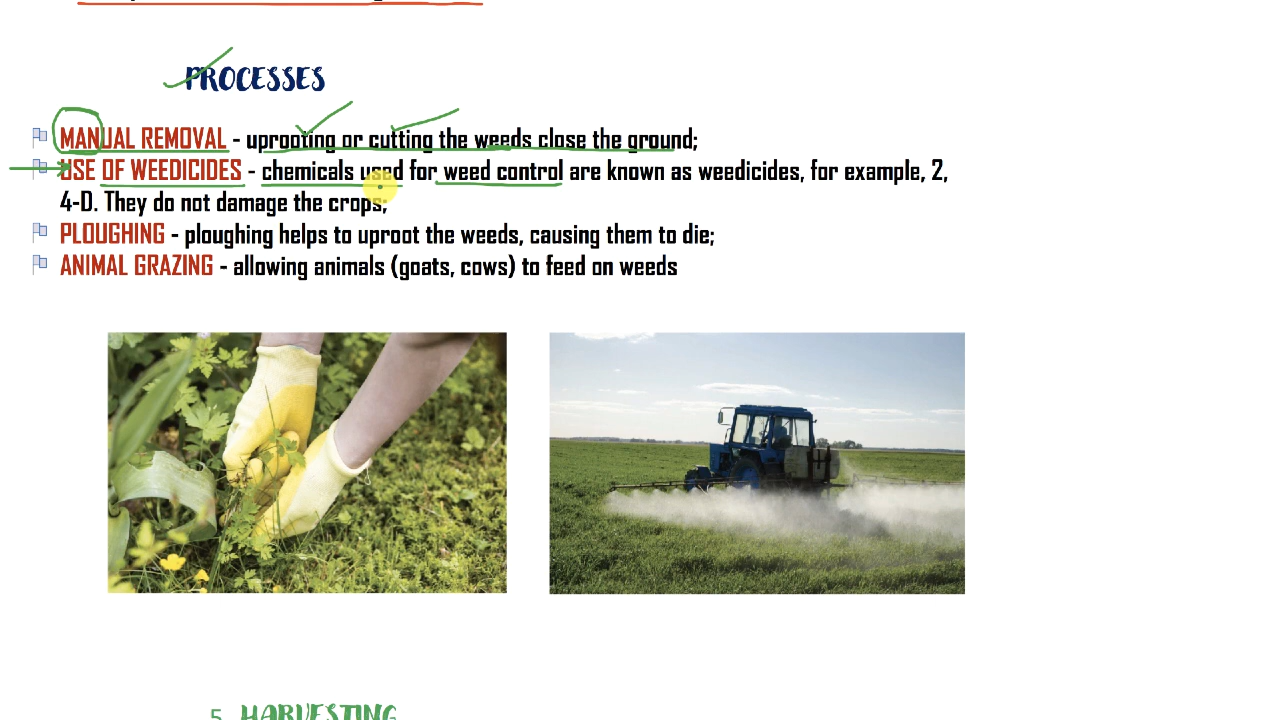 PROCESSES
MANUAL REMOVAL - uprooting or cutting the weeds close the ground;
USE OF WEEDICIDES - chemicals used for weed control are known as weedicides, for example, 2,
4-D. They do not damage the crops;
PLOUGHING - ploughing helps to uproot the weeds, causing them to die;
ANIMAL GRAZING - allowing animals (goats, cows) to feed on weeds
5. HARVESTING